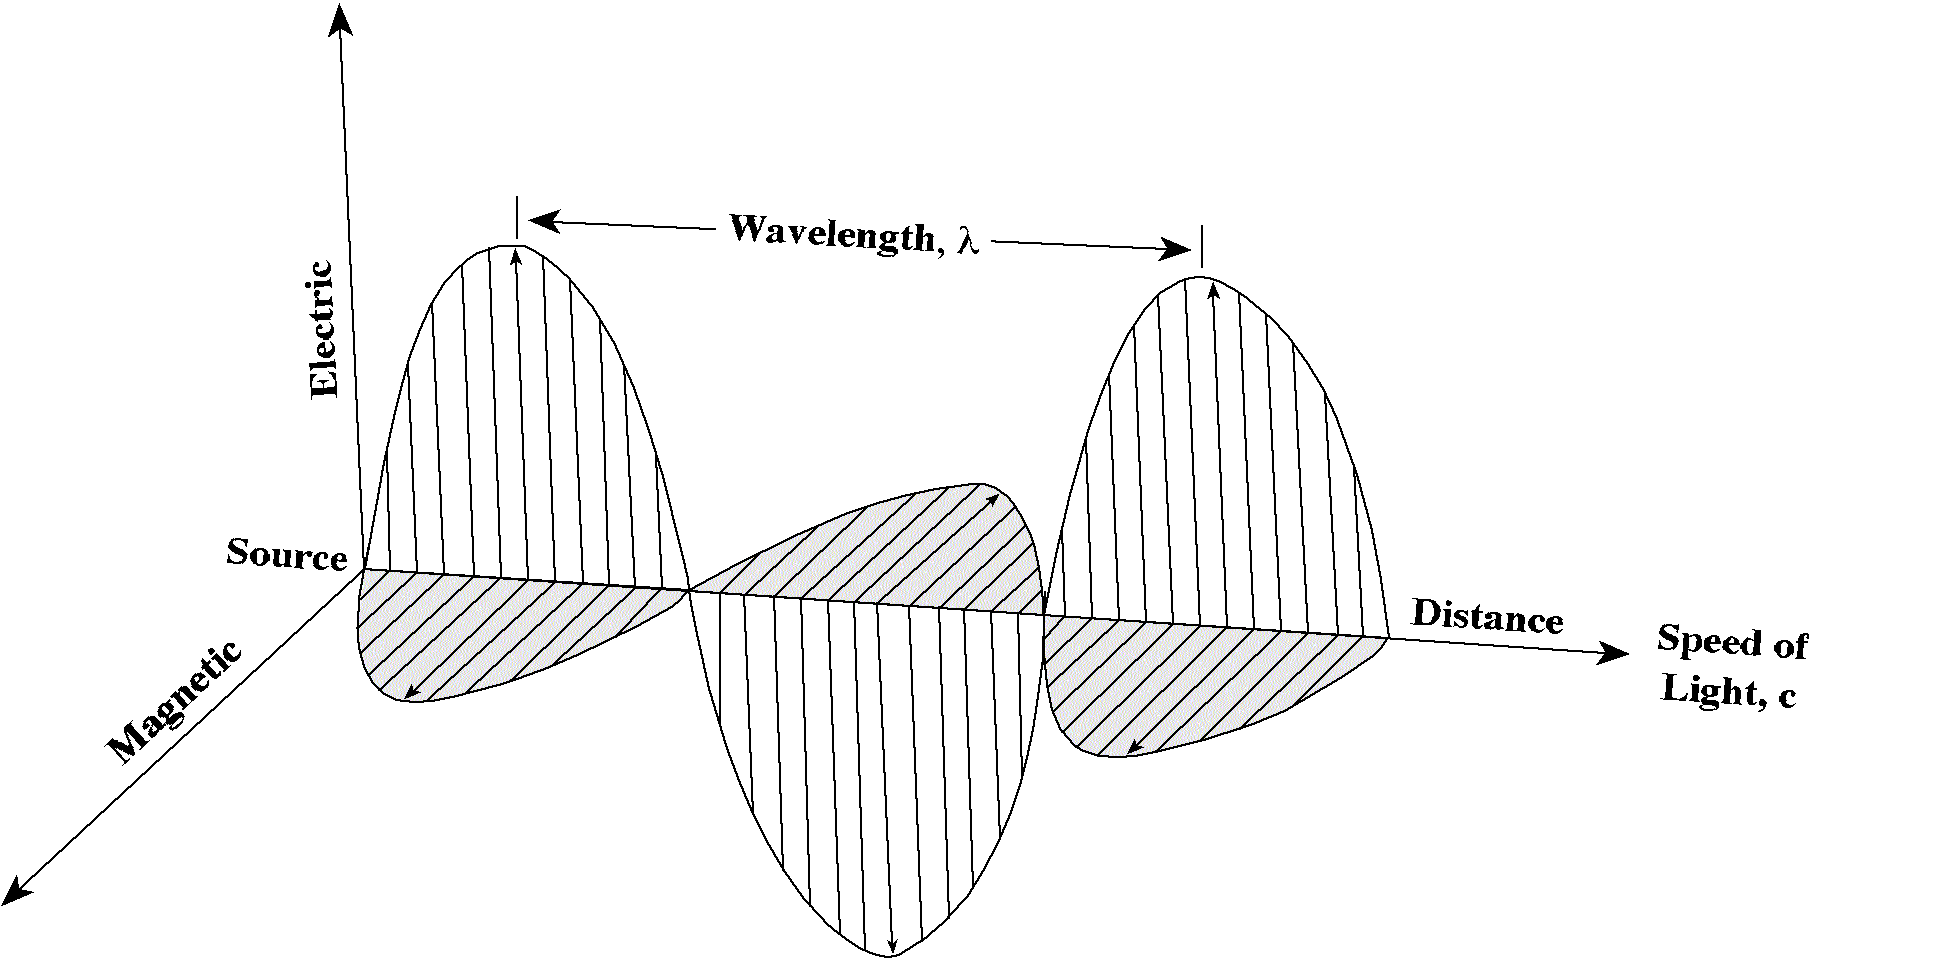 Electric
Wavelength, λ
Source
Magnetic
Distance
Speed of
Light, c